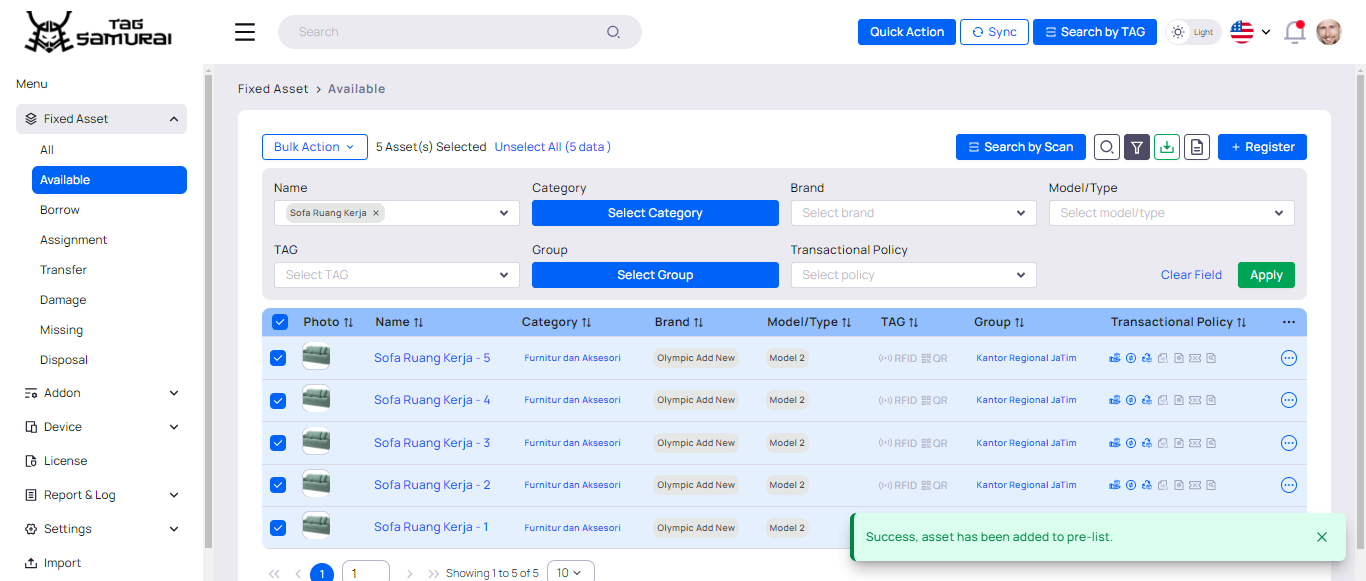 TAG
SAMURAI
Search
Quick Action
Sync
Search by TAG
Light
Menu
Fixed Asset
All
Available
Borrow
Assignment
Transfer
Damage
Missing
Disposal
Addon
Device
License
Report & Log
Settings
Import
Fixed Asset > Available
Bulk Action 5 Asset(s) Selected Unselect All (5 data )
Search by Scan + Register
Name Category Brand Model/Type
Sofa Ruang Kerja × Select Category Select brand Select model/type
TAG Group Transactional Policy
Select TAG Select Group Select policy Clear Field Apply
Photo Name Category Brand Model/Type TAG Group Transactional Policy ...
Sofa Ruang Kerja - 5 Furnitur dan Aksesori Olympic Add New Model 2 RFID QR Kantor Regional JaTim
Sofa Ruang Kerja - 4 Furnitur dan Aksesori Olympic Add New Model 2 RFID QR Kantor Regional JaTim
Sofa Ruang Kerja - 3 Furnitur dan Aksesori Olympic Add New Model 2 RFID QR Kantor Regional JaTim
Sofa Ruang Kerja - 2 Furnitur dan Aksesori Olympic Add New Model 2 RFID QR Kantor Regional JaTim
Sofa Ruang Kerja - 1 Furnitur dan Aksesori Olympic Add New Model 2
Success, asset has been added to pre-list.
<< < 1 1 > >> Showing 1 to 5 of 5 10